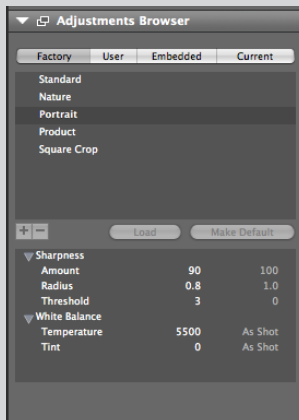 Adjustments Browser
Factory User Embedded Current
Standard
Nature
Portrait
Product
Square Crop
+ − Load Make Default
Sharpness
Amount 90 100
Radius 0.8 1.0
Threshold 3 0
White Balance
Temperature 5500 As Shot
Tint 0 As Shot